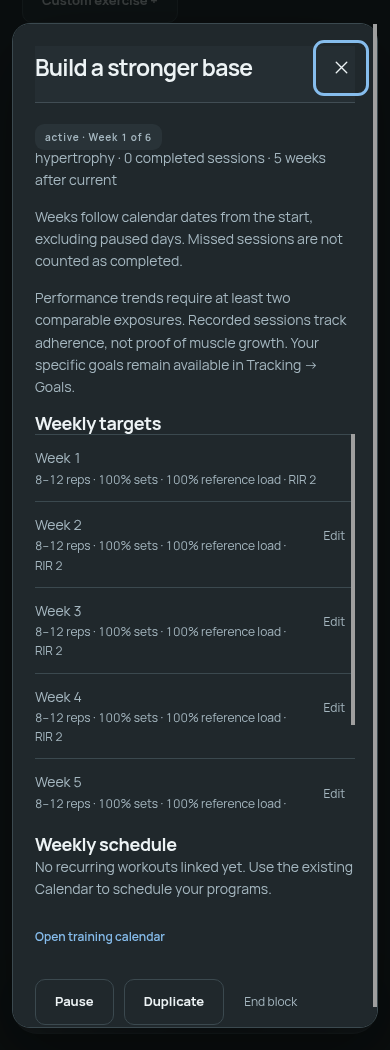 Custom exercise
Build a stronger base
active · Week 1 of 6
hypertrophy · 0 completed sessions · 5 weeks
after current
Weeks follow calendar dates from the start,
excluding paused days. Missed sessions are not
counted as completed.
Performance trends require at least two
comparable exposures. Recorded sessions track
adherence, not proof of muscle growth. Your
specific goals remain available in Tracking →
Goals.
Weekly targets
Week 1
8–12 reps · 100% sets · 100% reference load · RIR 2
Week 2
8–12 reps · 100% sets · 100% reference load ·
RIR 2
Edit
Week 3
8–12 reps · 100% sets · 100% reference load ·
RIR 2
Edit
Week 4
8–12 reps · 100% sets · 100% reference load ·
RIR 2
Edit
Week 5
8–12 reps · 100% sets · 100% reference load ·
Edit
Weekly schedule
No recurring workouts linked yet. Use the existing
Calendar to schedule your programs.
Open training calendar
Pause
Duplicate
End block